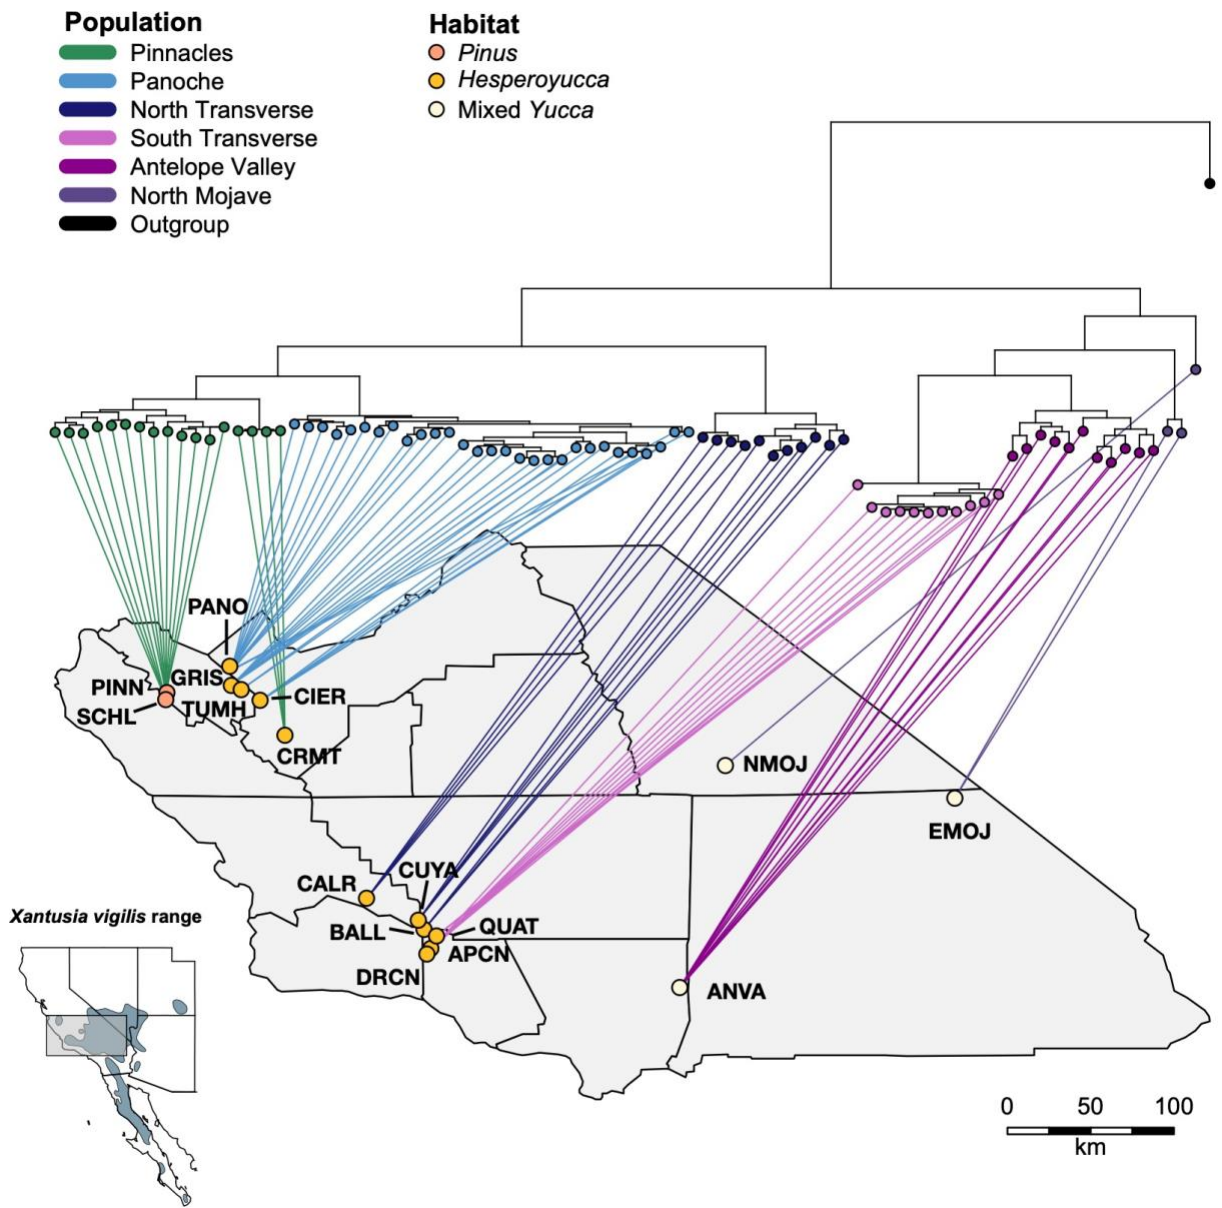 Population
Pinnacles
Panoche
North Transverse
South Transverse
Antelope Valley
North Mojave
Outgroup
Habitat
Pinus
Hesperoyucca
Mixed Yucca
PANO
PINN
GRIS
SCHL
TUMH
CIER
CRMT
NMOJ
EMOJ
CALR
CUYA
BALL
QUAT
APCN
DRCN
ANVA
Xantusia vigilis range
0 50 100
km